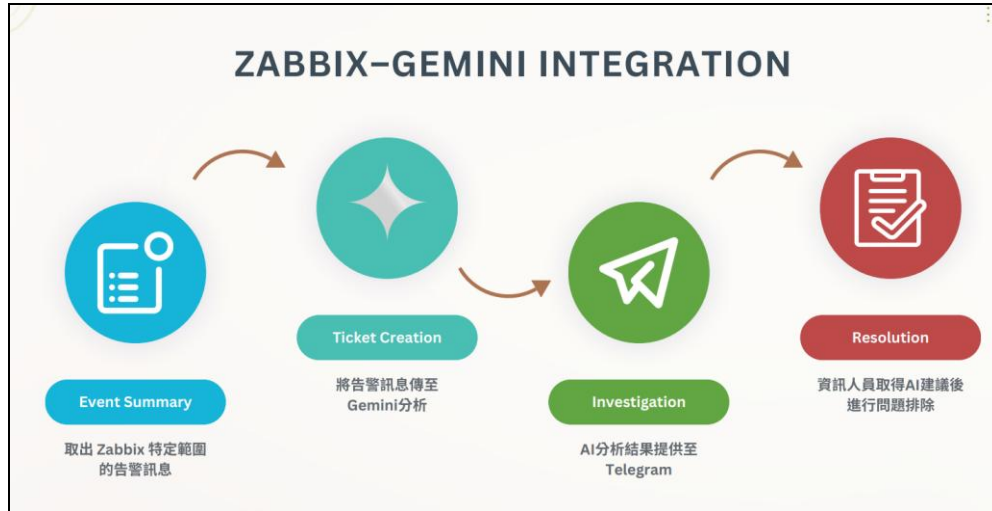 ZABBIX–GEMINI INTEGRATION
Event Summary
取出 Zabbix 特定範圍
的告警訊息
Ticket Creation
將告警訊息傳至
Gemini分析
Investigation
AI分析結果提供至
Telegram
Resolution
資訊人員取得AI建議後
進行問題排除